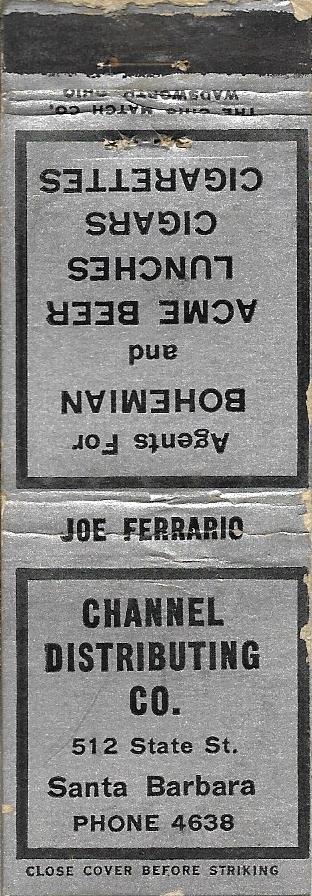 THE OHIO MATCH CO.
WADSWORTH, OHIO
Agents For
BOHEMIAN
and
ACME BEER
LUNCHES
CIGARS
CIGARETTES
JOE FERRARIO
CHANNEL
DISTRIBUTING
CO.
512 State St.
Santa Barbara
PHONE 4638
CLOSE COVER BEFORE STRIKING